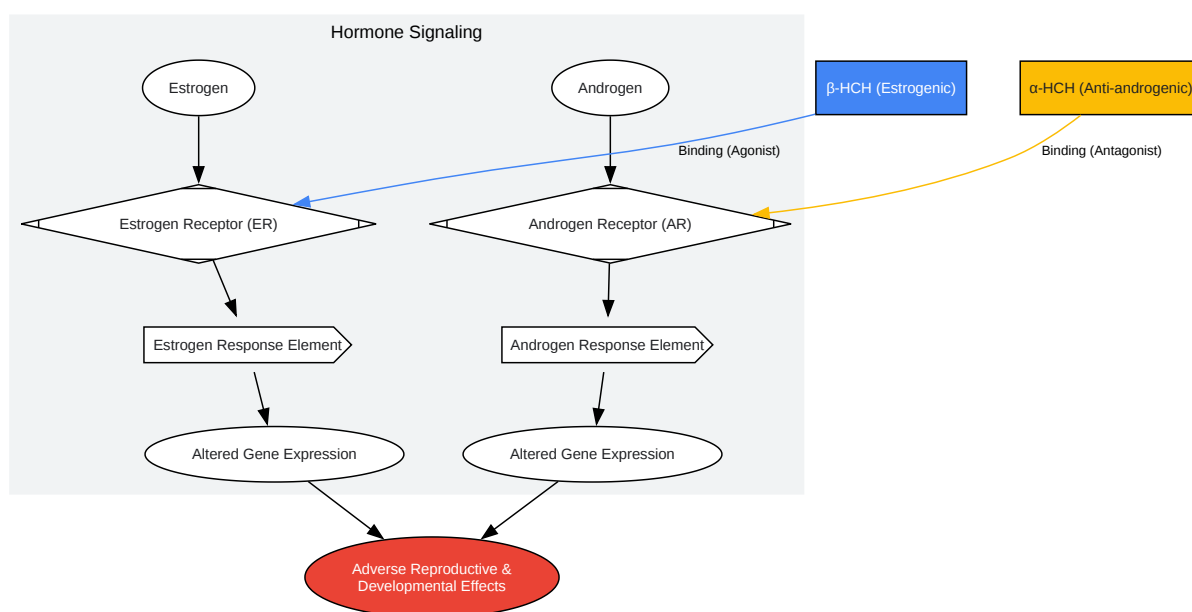 Hormone Signaling
Estrogen
Androgen
β-HCH (Estrogenic)
α-HCH (Anti-androgenic)
Binding (Agonist)
Binding (Antagonist)
Estrogen Receptor (ER)
Androgen Receptor (AR)
Estrogen Response Element
Androgen Response Element
Altered Gene Expression
Altered Gene Expression
Adverse Reproductive &
Developmental Effects